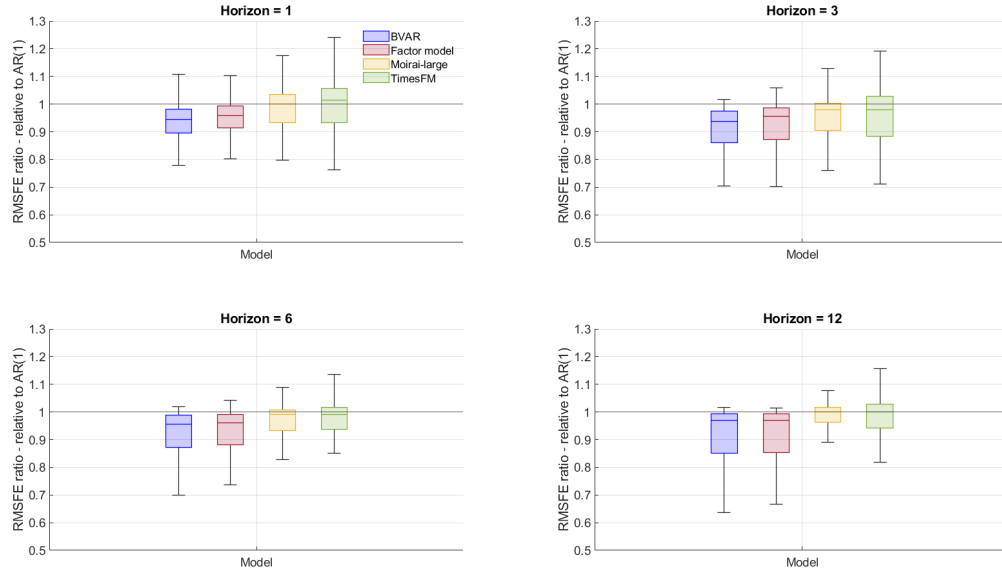 Horizon = 1
1.3
1.2
1.1
1
0.9
0.8
0.7
0.6
0.5
RMSFE ratio - relative to AR(1)
Model
BVAR
Factor model
Moirai-large
TimesFM
Horizon = 3
1.3
1.2
1.1
1
0.9
0.8
0.7
0.6
0.5
RMSFE ratio - relative to AR(1)
Model
Horizon = 6
1.3
1.2
1.1
1
0.9
0.8
0.7
0.6
0.5
RMSFE ratio - relative to AR(1)
Model
Horizon = 12
1.3
1.2
1.1
1
0.9
0.8
0.7
0.6
0.5
RMSFE ratio - relative to AR(1)
Model